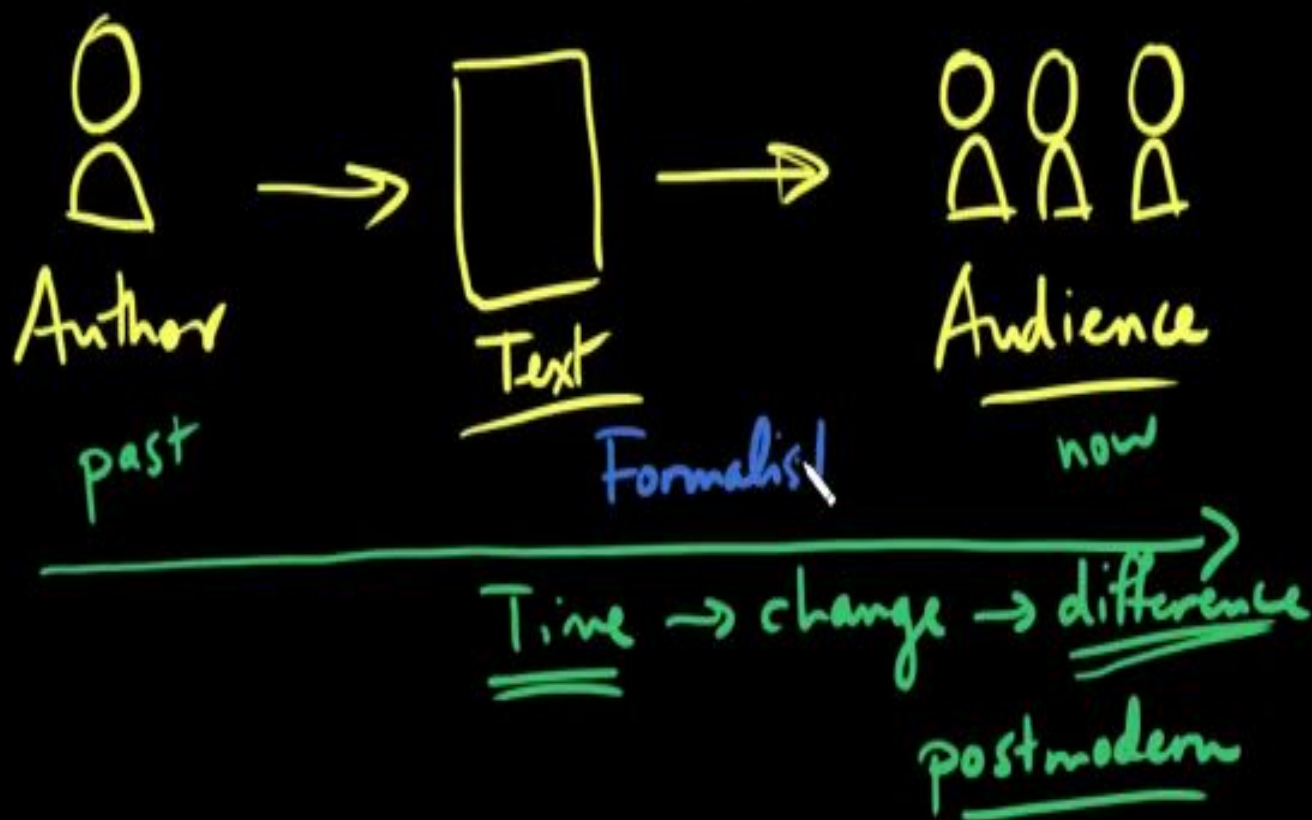 Author
Text
Audience
past
Formalist
now
Time → change → difference
postmodern